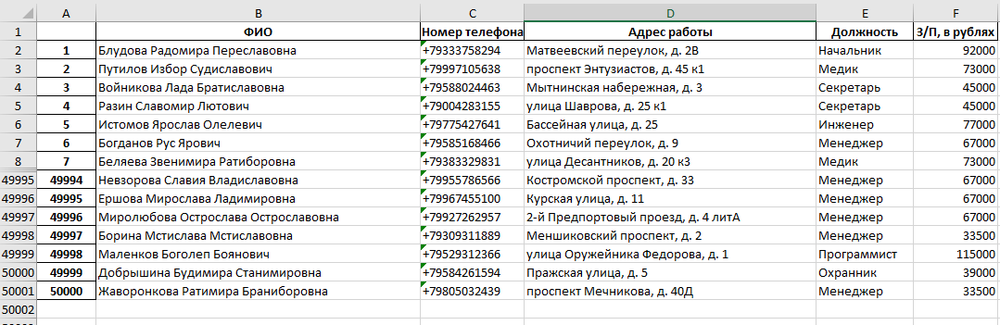 A B C D E F
1 ФИО Номер телефона Адрес работы Должность З/П, в рублях
2 1 Блудова Радомира Переславовна +79333758294 Матвеевский переулок, д. 2В Начальник 92000
3 2 Путилов Избор Судиславович +79997105638 проспект Энтузиастов, д. 45 к1 Медик 73000
4 3 Войникова Лада Братиславовна +79588024463 Мытнинская набережная, д. 3 Секретарь 45000
5 4 Разин Славомир Лютович +79004283155 улица Шаврова, д. 25 к1 Секретарь 45000
6 5 Истомов Ярослав Олелевич +79775427641 Бассейная улица, д. 25 Инженер 77000
7 6 Богданов Рус Ярович +79585168466 Охотничий переулок, д. 9 Менеджер 67000
8 7 Беляева Звенимира Ратиборовна +79383329831 улица Десантников, д. 20 к3 Медик 73000
49995 49994 Невзорова Славия Владиславовна +79955786566 Костромской проспект, д. 33 Менеджер 67000
49996 49995 Ершова Мирослава Ладимировна +79967455100 Курская улица, д. 11 Менеджер 67000
49997 49996 Миролюбова Острослава Остророславовна +79927262957 2-й Предпортовый проезд, д. 4 литА Менеджер 67000
49998 49997 Борина Мстислава Мстиславовна +79309311889 Меншиковский проспект, д. 2 Менеджер 33500
49999 49998 Маленков Боголеп Боянович +79529312366 улица Оружейника Федорова, д. 1 Программист 115000
50000 49999 Добрышина Будимира Станимировна +79584261594 Пражская улица, д. 5 Охранник 39000
50001 50000 Жаворонкова Ратимира Браниборовна +79805032439 проспект Мечникова, д. 40Д Менеджер 33500
50002